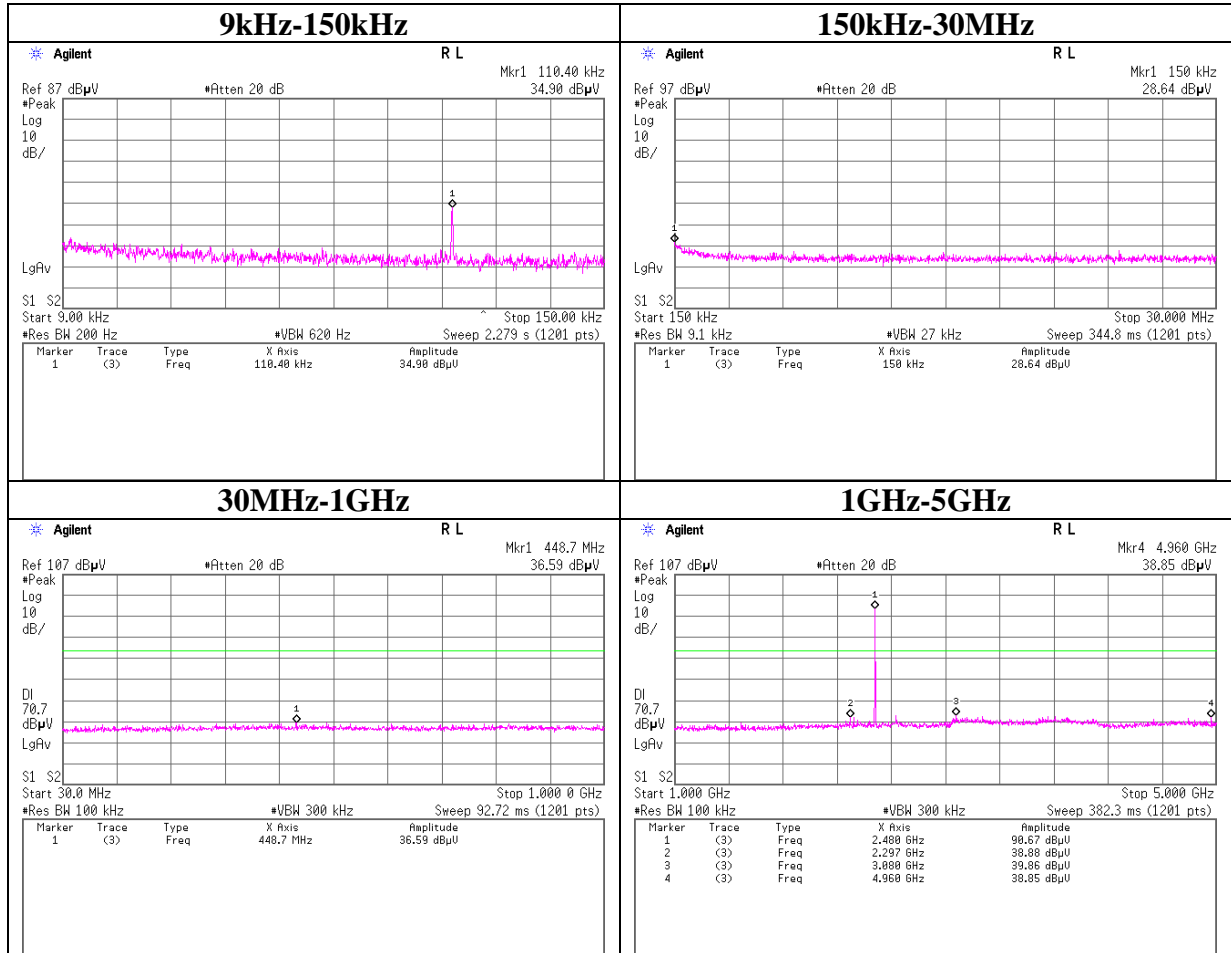 9kHz-150kHz
Agilent R L
Mkr1 110.40 kHz
Ref 87 dBµV #Atten 20 dB 34.90 dBµV
#Peak
Log
10
dB/
1
LgAv
S1 S2
Start 9.00 kHz ^ Stop 150.00 kHz
#Res BW 200 Hz #VBW 620 Hz Sweep 2.279 s (1201 pts)
Marker Trace Type X Axis Amplitude
1 (3) Freq 110.40 kHz 34.90 dBµV
150kHz-30MHz
Agilent R L
Mkr1 150 kHz
Ref 97 dBµV #Atten 20 dB 28.64 dBµV
#Peak
Log
10
dB/
1
LgAv
S1 S2
Start 150 kHz Stop 30.000 MHz
#Res BW 9.1 kHz #VBW 27 kHz Sweep 344.8 ms (1201 pts)
Marker Trace Type X Axis Amplitude
1 (3) Freq 150 kHz 28.64 dBµV
30MHz-1GHz
Agilent R L
Mkr1 448.7 MHz
Ref 107 dBµV #Atten 20 dB 36.59 dBµV
#Peak
Log
10
dB/
DI
70.7
dBµV
1
LgAv
S1 S2
Start 30.0 MHz Stop 1.000 0 GHz
#Res BW 100 kHz #VBW 300 kHz Sweep 92.72 ms (1201 pts)
Marker Trace Type X Axis Amplitude
1 (3) Freq 448.7 MHz 36.59 dBµV
1GHz-5GHz
Agilent R L
Mkr4 4.960 GHz
Ref 107 dBµV #Atten 20 dB 38.85 dBµV
#Peak
1
Log
10
dB/
DI
70.7
2 3 4
dBµV
LgAv
S1 S2
Start 1.000 GHz Stop 5.000 GHz
#Res BW 100 kHz #VBW 300 kHz Sweep 382.3 ms (1201 pts)
Marker Trace Type X Axis Amplitude
1 (3) Freq 2.480 GHz 90.67 dBµV
2 (3) Freq 2.297 GHz 38.88 dBµV
3 (3) Freq 3.080 GHz 39.86 dBµV
4 (3) Freq 4.960 GHz 38.85 dBµV